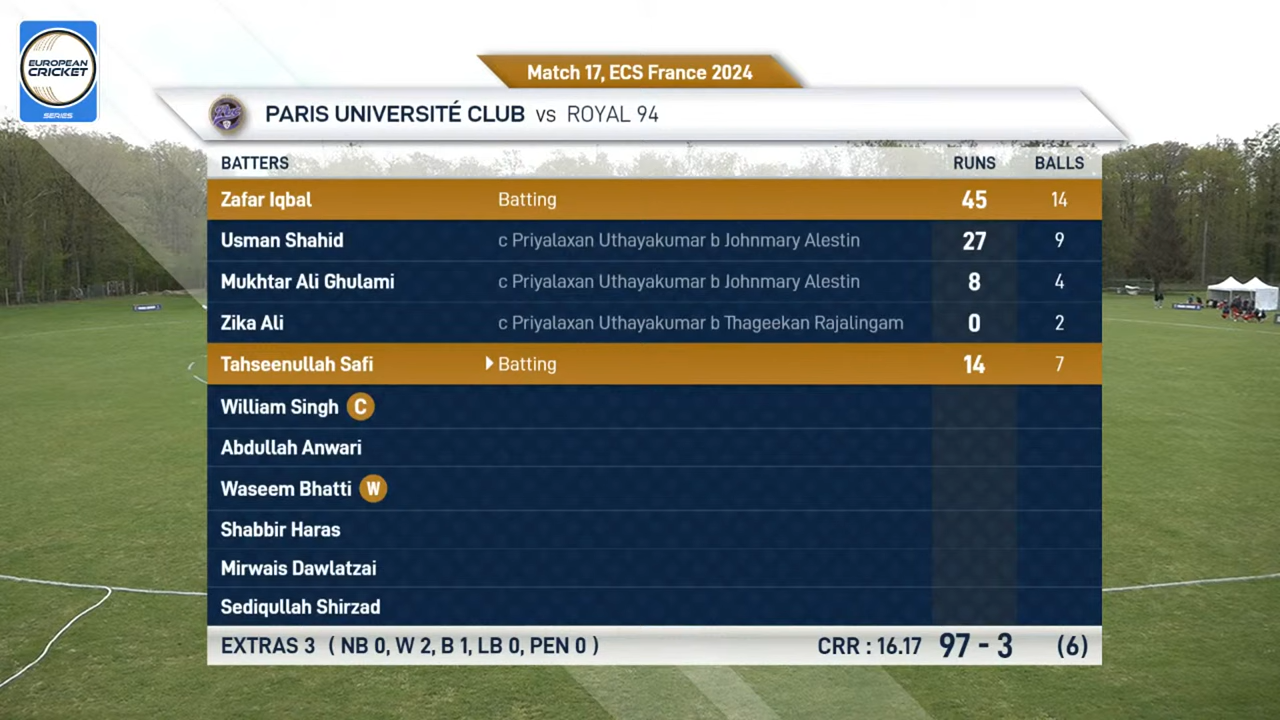 EUROPEAN
CRICKET
SERIES
Match 17, ECS France 2024
PARIS UNIVERSITÉ CLUB vs ROYAL 94
BATTERS RUNS BALLS
Zafar Iqbal Batting 45 14
Usman Shahid c Priyalaxan Uthayakumar b Johnmary Alestin 27 9
Mukhtar Ali Ghulami c Priyalaxan Uthayakumar b Johnmary Alestin 8 4
Zika Ali c Priyalaxan Uthayakumar b Thageekan Rajalingam 0 2
Tahseenullah Safi Batting 14 7
William Singh C
Abdullah Anwari
Waseem Bhatti W
Shabbir Haras
Mirwais Dawlatzai
Sediqullah Shirzad
EXTRAS 3 ( NB 0, W 2, B 1, LB 0, PEN 0 ) CRR : 16.17 97 - 3 (6)